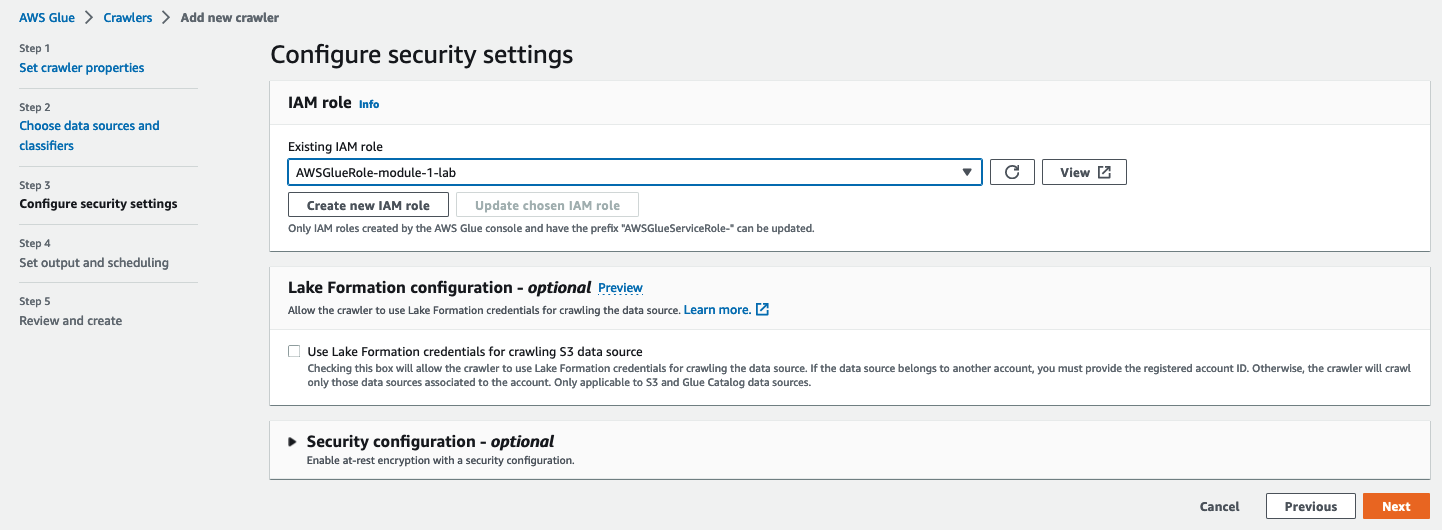 AWS Glue > Crawlers > Add new crawler
Step 1
Set crawler properties
Step 2
Choose data sources and
classifiers
Step 3
Configure security settings
Step 4
Set output and scheduling
Step 5
Review and create
Configure security settings
IAM role Info
Existing IAM role
AWSGlueRole-module-1-lab
View
Create new IAM role Update chosen IAM role
Only IAM roles created by the AWS Glue console and have the prefix "AWSGlueServiceRole-" can be updated.
Lake Formation configuration - optional Preview
Allow the crawler to use Lake Formation credentials for crawling the data source. Learn more.
Use Lake Formation credentials for crawling S3 data source
Checking this box will allow the crawler to use Lake Formation credentials for crawling the data source. If the data source belongs to another account, you must provide the registered account ID. Otherwise, the crawler will crawl
only those data sources associated to the account. Only applicable to S3 and Glue Catalog data sources.
Security configuration - optional
Enable at-rest encryption with a security configuration.
Cancel Previous Next